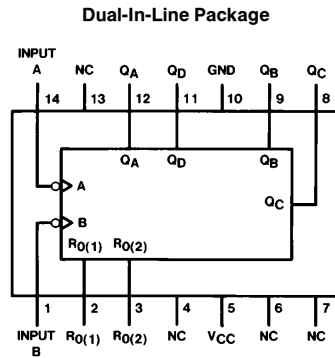 Dual-In-Line Package
INPUT
A NC QA QD GND QB QC
14 13 12 11 10 9 8
QA QD QB
QC
A
B
R0(1) R0(2)
1 2 3 4 5 6 7
INPUT
B R0(1) R0(2) NC VCC NC NC